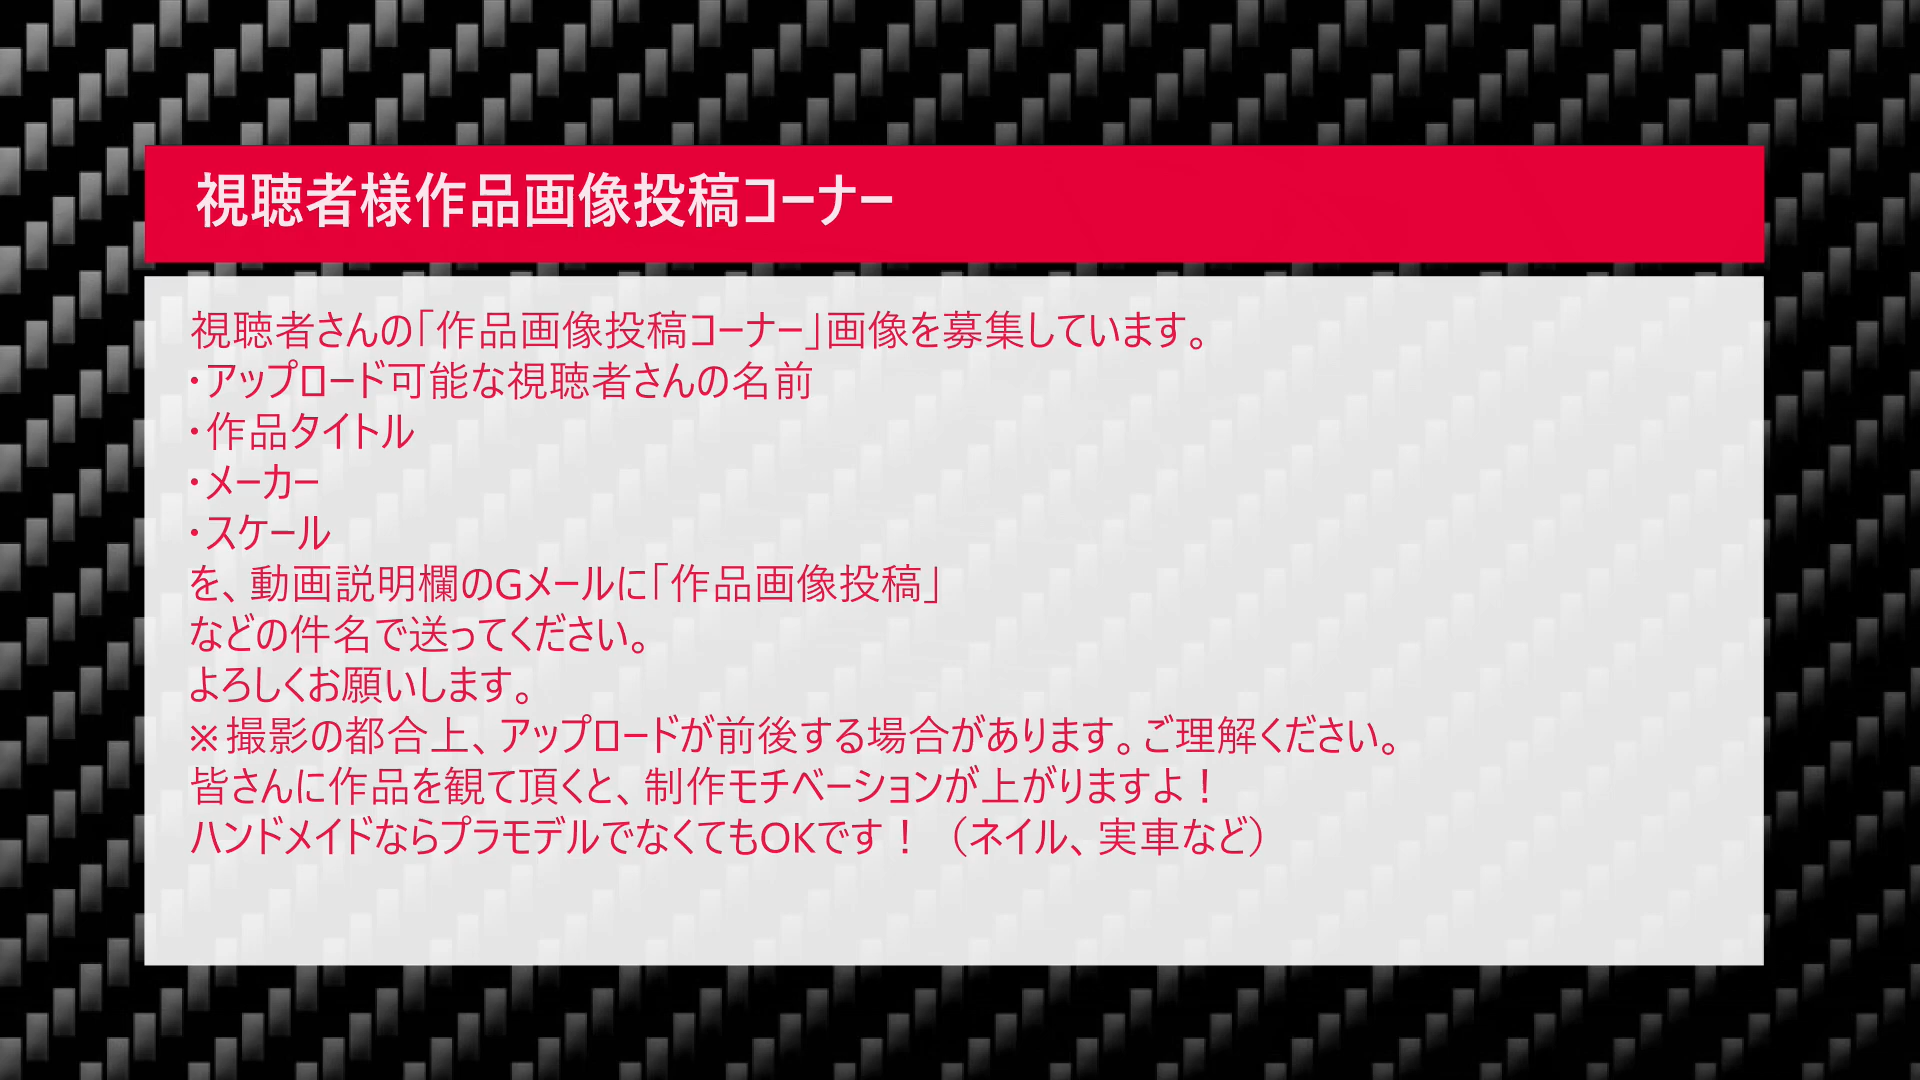 視聴者様作品画像投稿コーナー
視聴者さんの「作品画像投稿コーナー」画像を募集しています。
・アップロード可能な視聴者さんの名前
・作品タイトル
・メーカー
・スケール
を、動画説明欄のGメールに「作品画像投稿」
などの件名で送ってください。
よろしくお願いします。
※撮影の都合上、アップロードが前後する場合があります。ご理解ください。
皆さんに作品を観て頂くと、制作モチベーションが上がりますよ！
ハンドメイドならプラモデルでなくてもOKです！（ネイル、実車など）